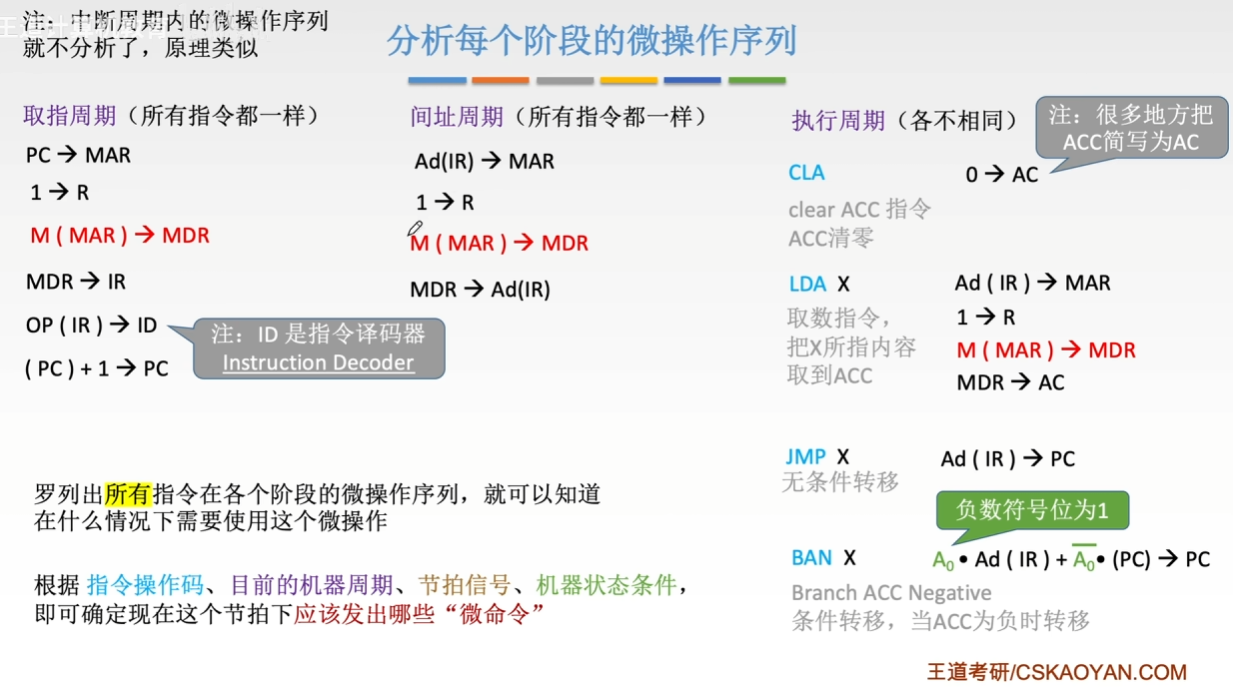 注：中断周期内的微操作序列
就不分析了，原理类似
分析每个阶段的微操作序列
取指周期（所有指令都一样）
PC → MAR
1 → R
M ( MAR ) → MDR
MDR → IR
OP ( IR ) → ID
( PC ) + 1 → PC
注：ID 是指令译码器
Instruction Decoder
间址周期（所有指令都一样）
Ad(IR) → MAR
1 → R
M ( MAR ) → MDR
MDR → Ad(IR)
执行周期（各不相同）
注：很多地方把
ACC简写为AC
CLA 0 → AC
clear ACC 指令
ACC清零
LDA X Ad ( IR ) → MAR
取数指令， 1 → R
把X所指内容 M ( MAR ) → MDR
取到ACC MDR → AC
JMP X Ad ( IR ) → PC
无条件转移
负数符号位为1
BAN X A₀ • Ad ( IR ) + A̅₀ • (PC) → PC
Branch ACC Negative
条件转移，当ACC为负时转移
罗列出所有指令在各个阶段的微操作序列，就可以知道
在什么情况下需要使用这个微操作
根据 指令操作码、目前的机器周期、节拍信号、机器状态条件，
即可确定现在这个节拍下应该发出哪些“微命令”
王道考研/CSKAOYAN.COM